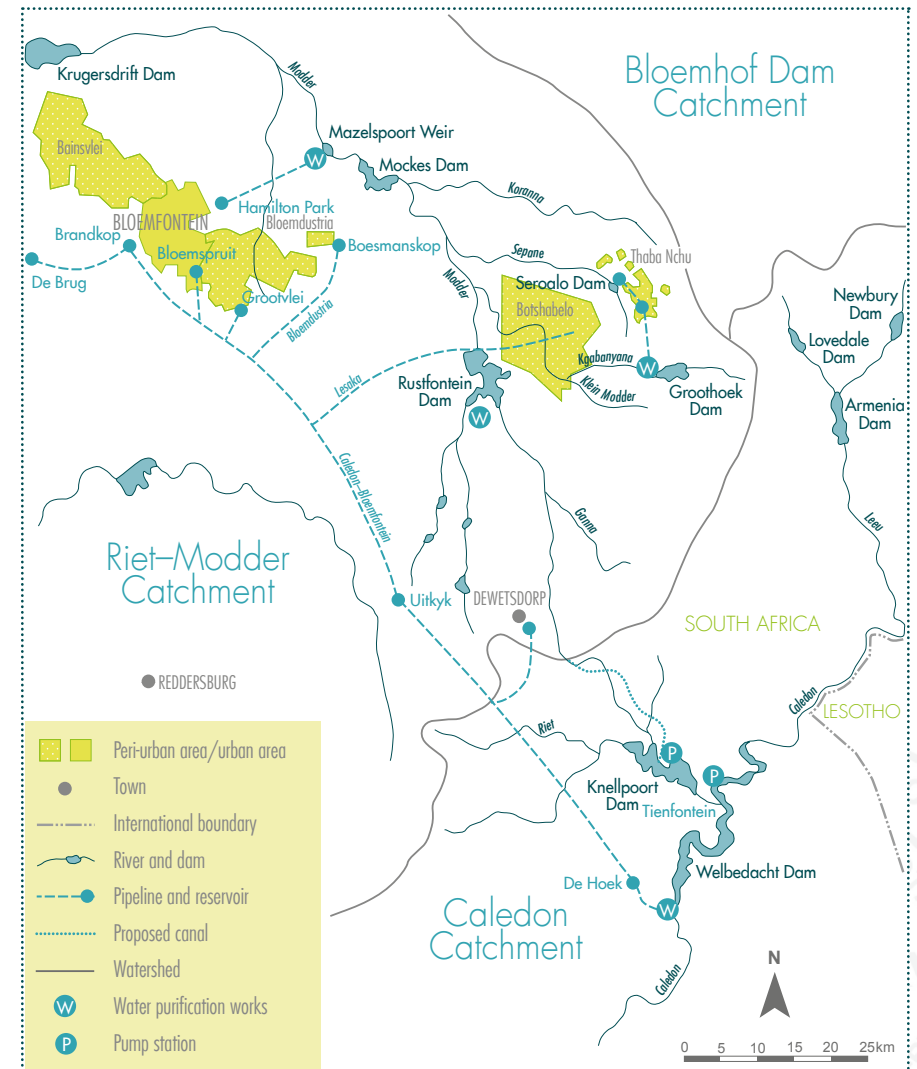 Krugersdrift Dam
Modder
Bloemhof Dam
Catchment
Bainsvlei
Mazelspoort Weir
W
Mockes Dam
Koranna
Hamilton Park
BLOEMFONTEIN
Bloemdustria
Brandkop
Bloemspruit
Boesmanskop
De Brug
Grootvlei
Bloemdustria
Sepane
Thaba Nchu
Modder
Seroalo Dam
Botshabelo
Newbury
Dam
Lovedale
Dam
Kgabanyana
W
Klein Modder
Groothoek
Dam
Armenia
Dam
Lesaka
Rustfontein
Dam
W
Caledon–Bloemfontein
Ganna
Leeu
Riet–Modder
Catchment
Uitkyk
DEWETSDORP
SOUTH AFRICA
REDDERSBURG
Caledon
LESOTHO
Riet
P
P
Knellpoort
Dam
Tienfontein
Welbedacht Dam
De Hoek
W
Caledon
Catchment
Caledon
Peri-urban area/urban area
Town
International boundary
River and dam
Pipeline and reservoir
Proposed canal
Watershed
W Water purification works
P Pump station
N
0 5 10 15 20 25km